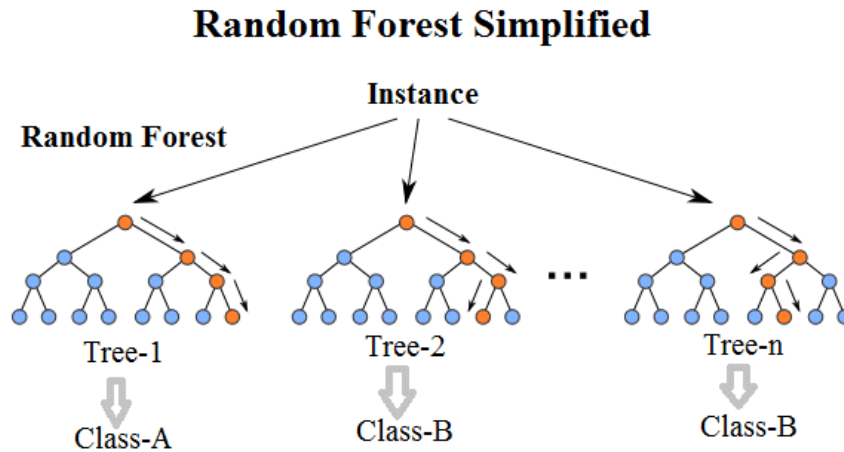 Random Forest Simplified
Instance
Random Forest
...
Tree-1
Tree-2
Tree-n
Class-A
Class-B
Class-B